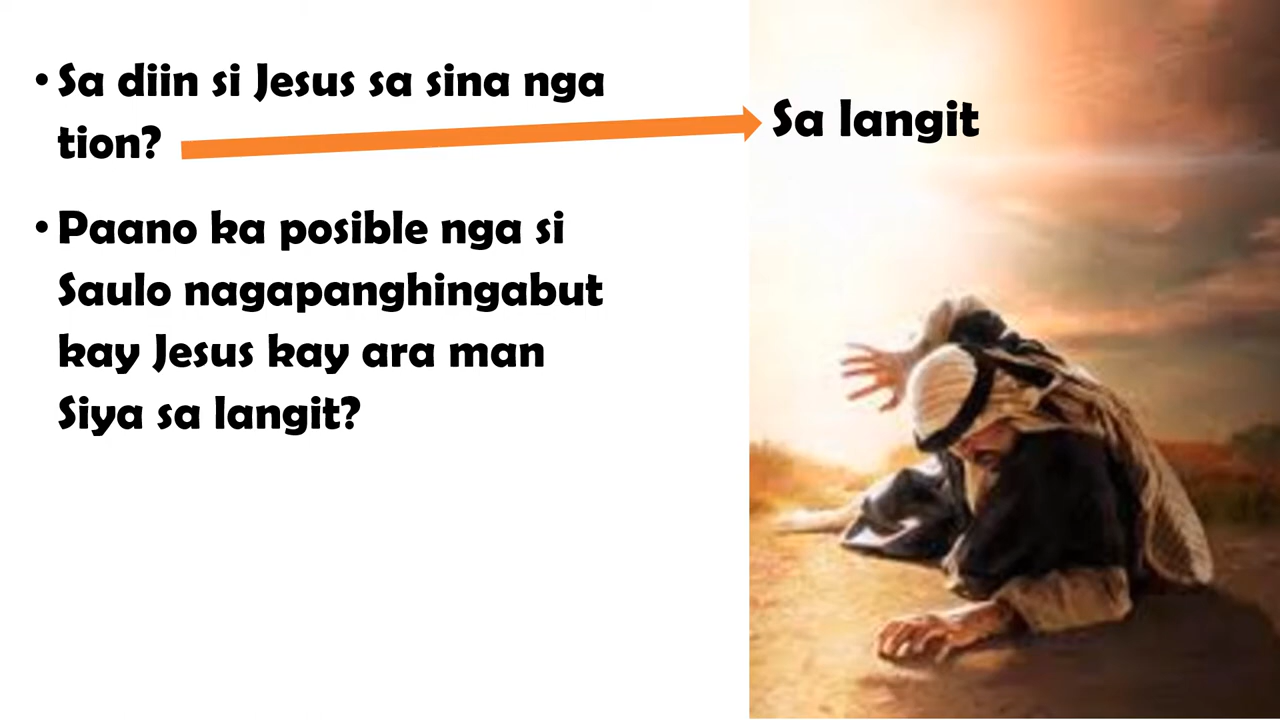 • Sa diin si Jesus sa sina nga
tion?
Sa langit
• Paano ka posible nga si
Saulo nagapanghingabut
kay Jesus kay ara man
Siya sa langit?